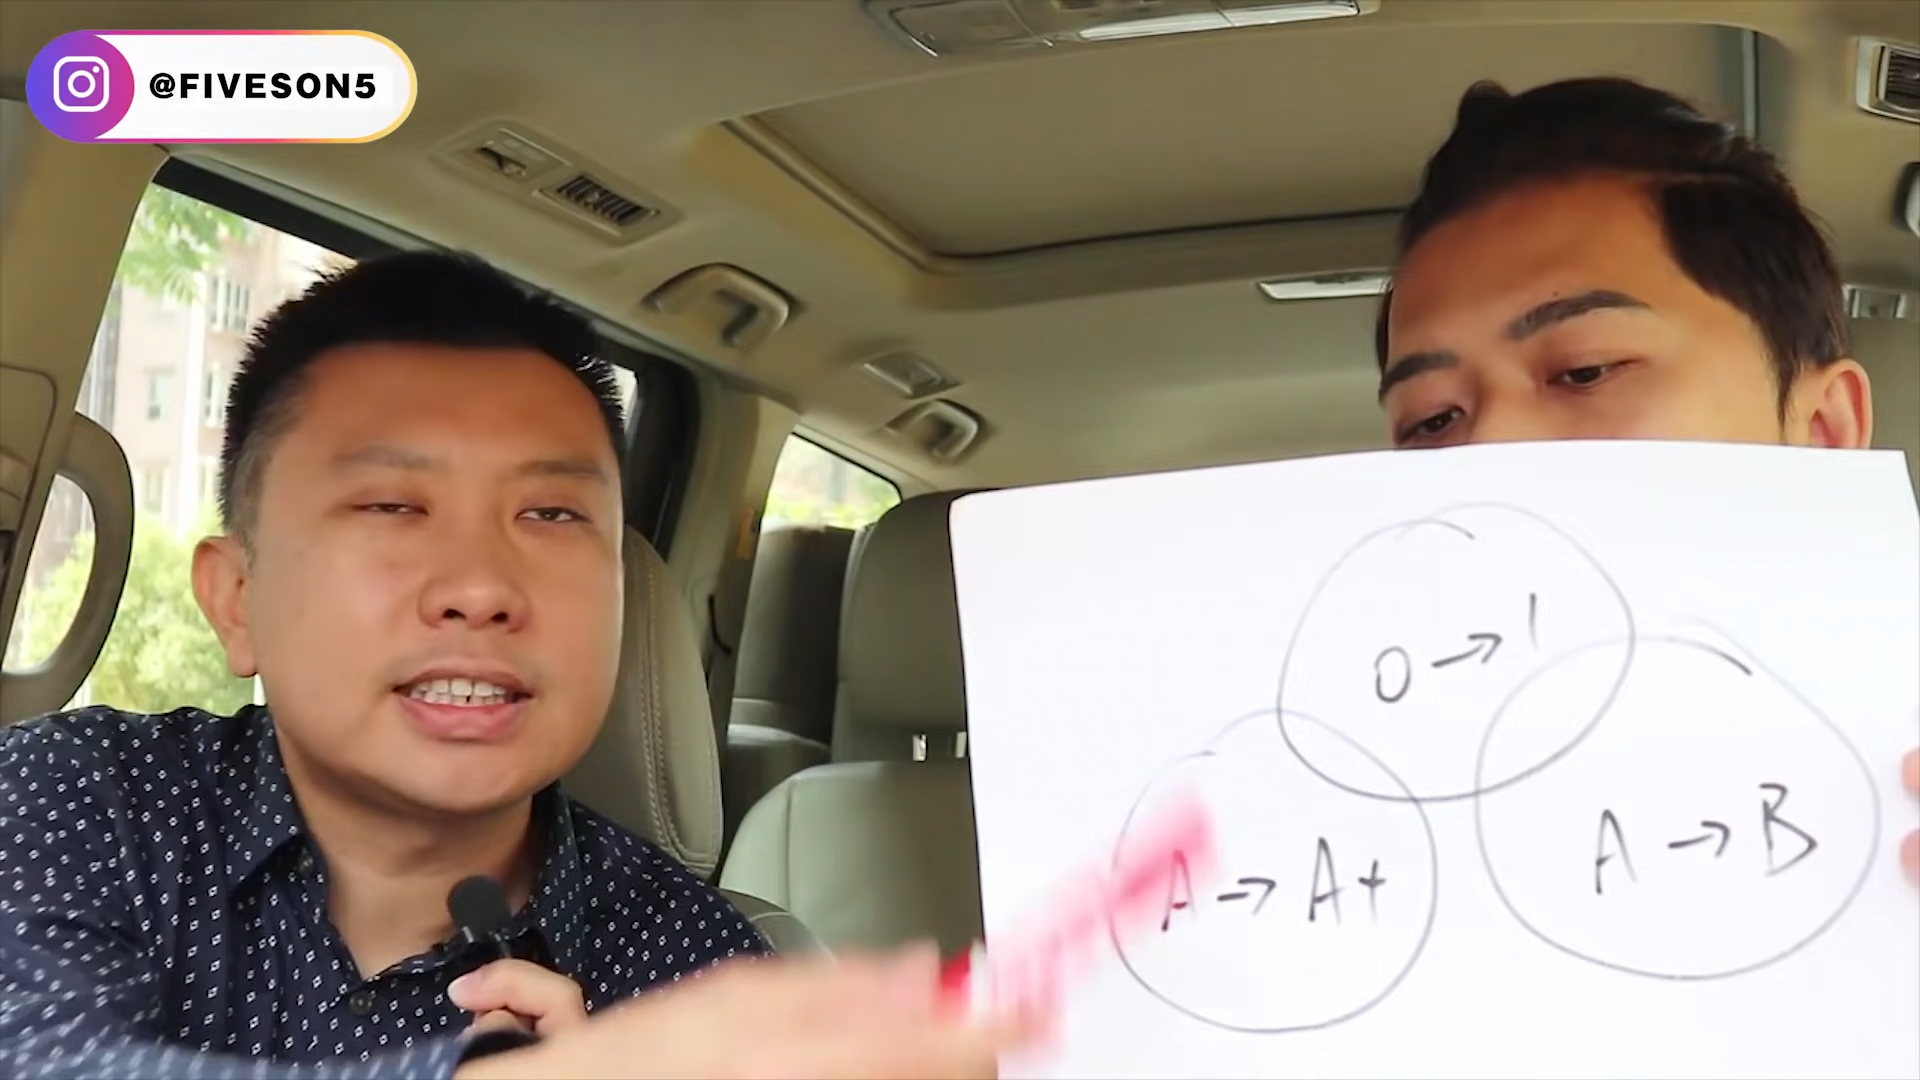 @FIVESON5
0 → 1
A → A+
A → B